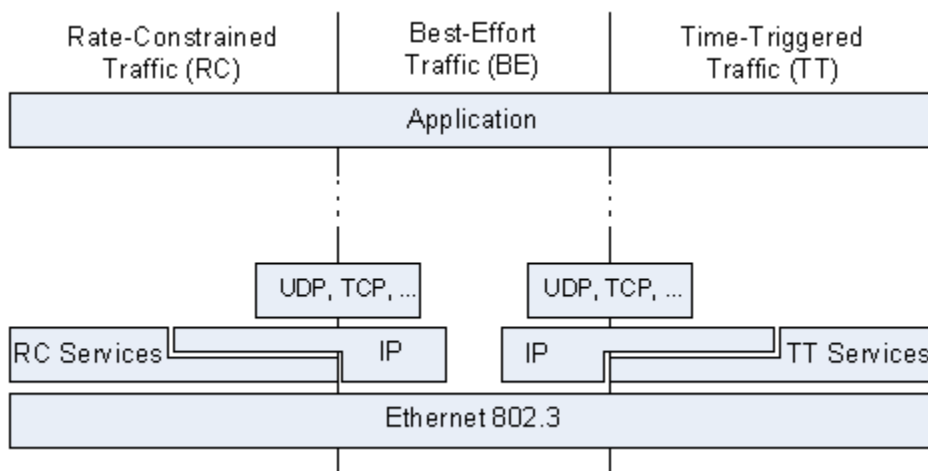 Rate-Constrained
Traffic (RC)
Best-Effort
Traffic (BE)
Time-Triggered
Traffic (TT)
Application
UDP, TCP, ...
UDP, TCP, ...
RC Services
IP
IP
TT Services
Ethernet 802.3